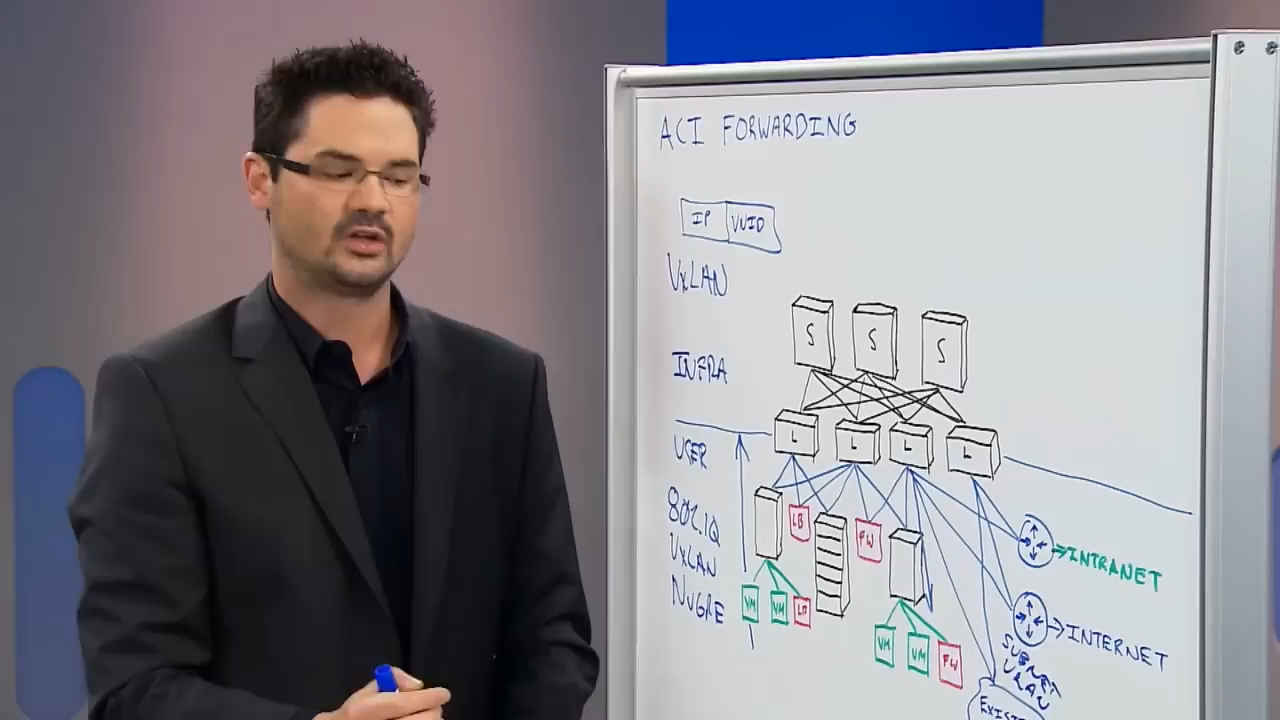 ACI FORWARDING
IP VNID
VXLAN
S S S
INFRA
L L L L
USER
802.1Q
VXLAN
NVGRE
LB FW
INTRANET
VM VM LB
INTERNET
VM VM FW
SUBNET
VLAN